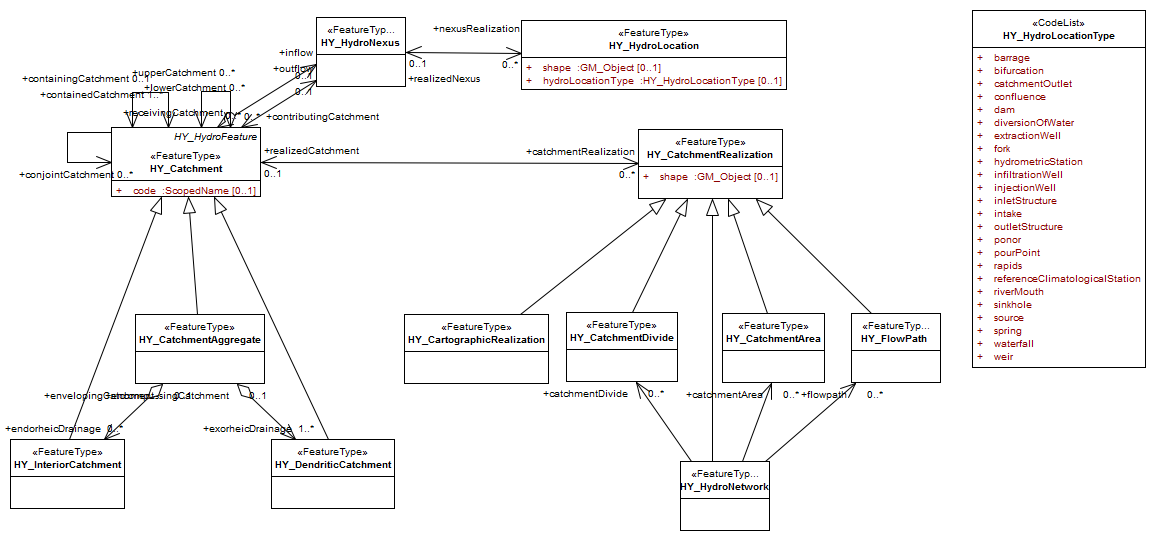 «FeatureTyp...
HY_HydroNexus
«FeatureType»
HY_HydroLocation
+ shape :GM_Object [0..1]
+ hydroLocationType :HY_HydroLocationType [0..1]
+nexusRealization
0..*
0..1
+realizedNexus
+inflow
+outflow
0..1
0..1
+containingCatchment 0..1
+upperCatchment 0..*
+containedCatchment 1..*
+lowerCatchment 0..*
+receivingCatchment
0..*
+contributingCatchment
HY_HydroFeature
«FeatureType»
HY_Catchment
+ code :ScopedName [0..1]
+conjointCatchment 0..*
+realizedCatchment
0..1
+catchmentRealization
0..*
«FeatureType»
HY_CatchmentRealization
+ shape :GM_Object [0..1]
«FeatureType»
HY_CatchmentAggregate
«FeatureType»
HY_CartographicRealization
«FeatureType»
HY_CatchmentDivide
«FeatureType»
HY_CatchmentArea
«FeatureTyp...
HY_FlowPath
0..1
0..1
+endorheicDrainage 0..*
+exorheicDrainage 1..*
+catchmentDivide
0..*
+catchmentArea
0..*
+flowpath
0..*
«FeatureType»
HY_InteriorCatchment
«FeatureType»
HY_DendriticCatchment
«FeatureTyp...
HY_HydroNetwork
«CodeList»
HY_HydroLocationType
+ barrage
+ bifurcation
+ catchmentOutlet
+ confluence
+ dam
+ diversionOfWater
+ extractionWell
+ fork
+ hydrometricStation
+ infiltrationWell
+ injectionWell
+ inletStructure
+ intake
+ outletStructure
+ ponor
+ pourPoint
+ rapids
+ referenceClimatologicalStation
+ riverMouth
+ sinkhole
+ source
+ spring
+ waterfall
+ weir